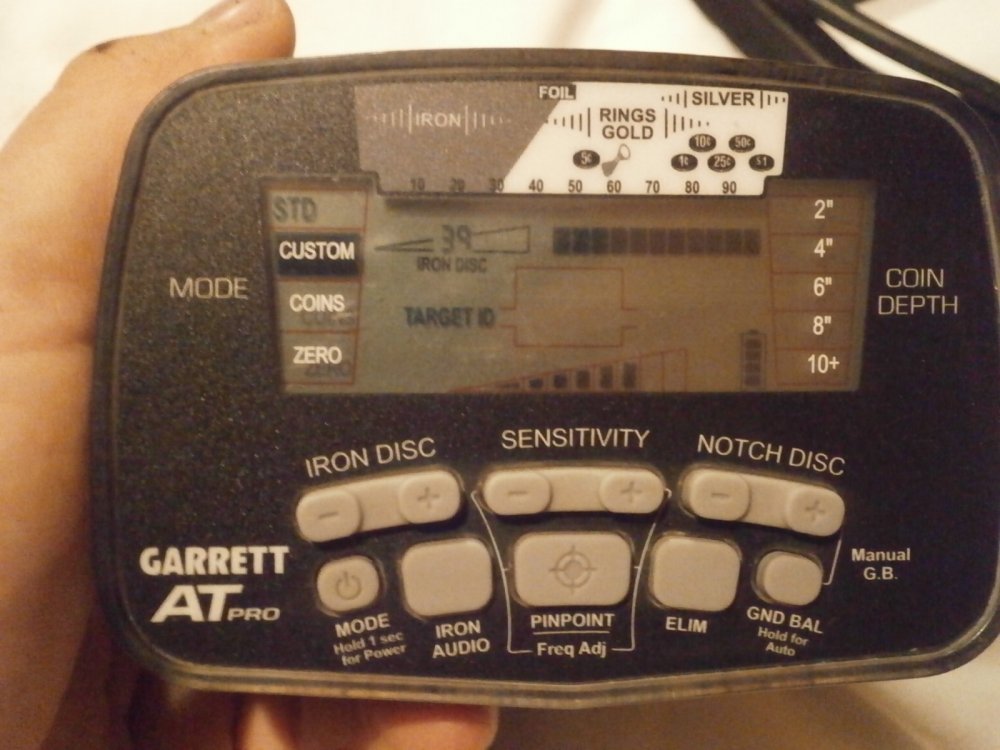 FOIL
SILVER
IRON
RINGS
GOLD
10¢ 50¢
5¢ 1¢ 25¢ $1
10 20 30 40 50 60 70 80 90
STD
CUSTOM
COINS
ZERO
MODE
39
IRON DISC
TARGET ID
2"
4"
6"
8"
10+
COIN
DEPTH
IRON DISC
SENSITIVITY
NOTCH DISC
- +
- +
- +
GARRETT
AT PRO
MODE
Hold 1 sec
for Power
IRON
AUDIO
PINPOINT
Freq Adj
ELIM
GND BAL
Hold for
Auto
Manual
G.B.